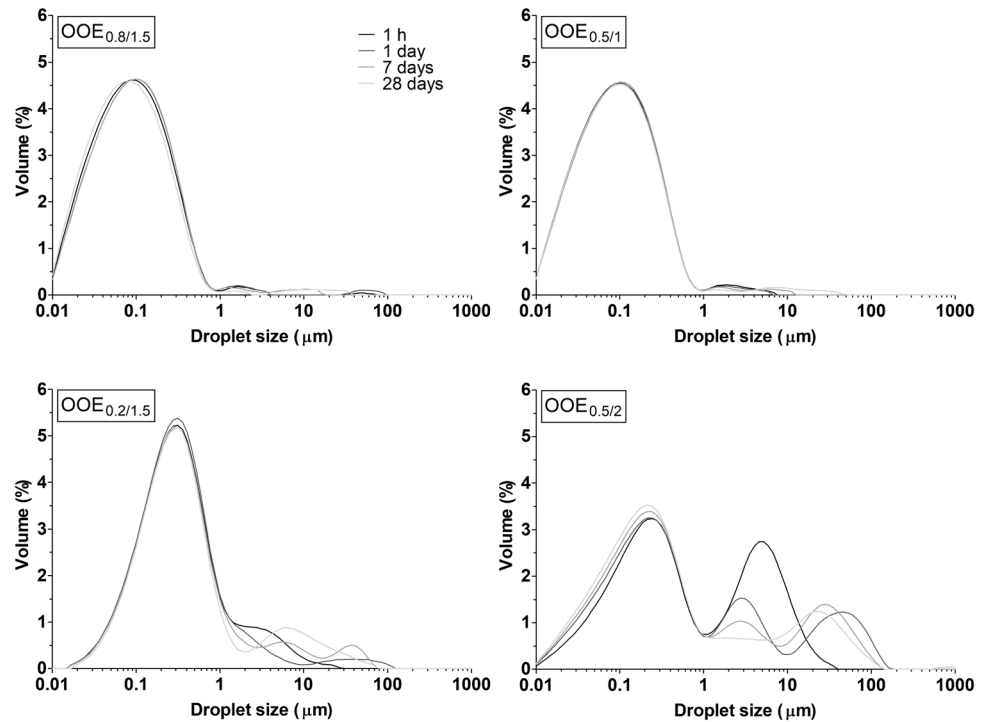 OOE0.8/1.5
1 h
1 day
7 days
28 days
Volume (%)
6
5
4
3
2
1
0
0.01 0.1 1 10 100 1000
Droplet size (μm)
OOE0.5/1
Volume (%)
6
5
4
3
2
1
0
0.01 0.1 1 10 100 1000
Droplet size (μm)
OOE0.2/1.5
Volume (%)
6
5
4
3
2
1
0
0.01 0.1 1 10 100 1000
Droplet size (μm)
OOE0.5/2
Volume (%)
6
5
4
3
2
1
0
0.01 0.1 1 10 100 1000
Droplet size (μm)